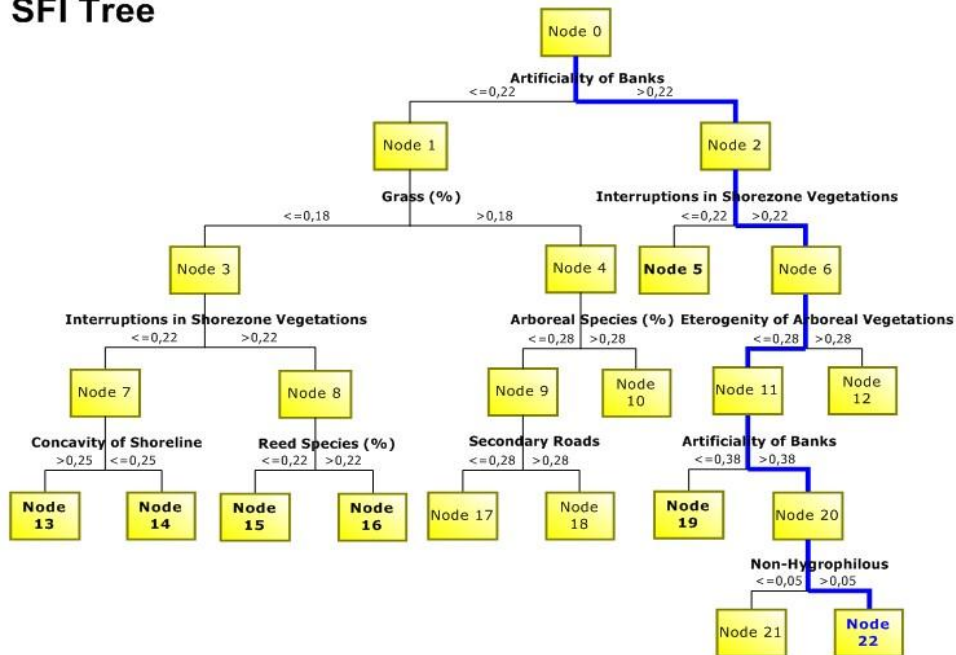 SFI Tree
Node 0
Artificiality of Banks
<=0,22 >0,22
Node 1 Node 2
Grass (%) Interruptions in Shorezone Vegetations
<=0,18 >0,18 <=0,22 >0,22
Node 3 Node 4 Node 5 Node 6
Interruptions in Shorezone Vegetations Arboreal Species (%) Eterogenity of Arboreal Vegetations
<=0,22 >0,22 <=0,28 >0,28 <=0,28 >0,28
Node 7 Node 8 Node 9 Node
10 Node 11 Node
12
Concavity of Shoreline Reed Species (%) Secondary Roads Artificiality of Banks
>0,25 <=0,25 <=0,22 >0,22 <=0,28 >0,28 <=0,38 >0,38
Node
13
Node
14
Node
15
Node
16
Node 17
Node
18
Node
19
Node 20
Non-Hygrophilous
<=0,05 >0,05
Node 21
Node
22